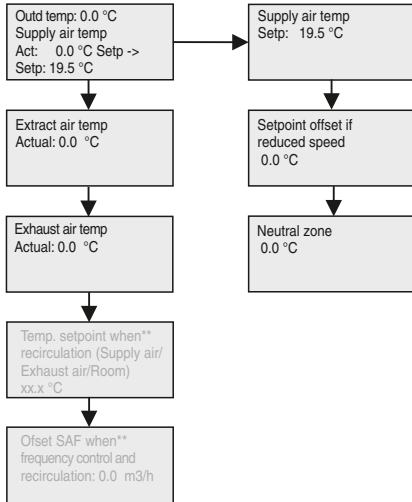 Outd temp: 0.0 °C
Supply air temp
Act: 0.0 °C Setp ->
Setp: 19.5 °C
Supply air temp
Setp: 19.5 °C
Extract air temp
Actual: 0.0 °C
Setpoint offset if
reduced speed
0.0 °C
Exhaust air temp
Actual: 0.0 °C
Neutral zone
0.0 °C
Temp. setpoint when**
recirculation (Supply air/
Exhaust air/Room)
xx.x °C
Ofset SAF when**
frequency control and
recirculation: 0.0 m3/h